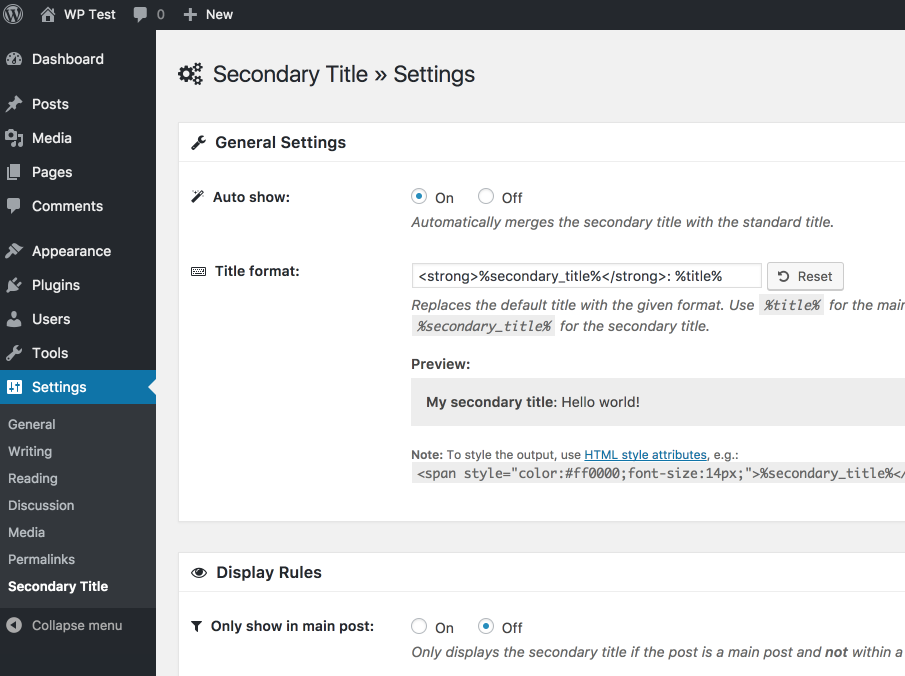 WP Test 0 New
Dashboard
Posts
Media
Pages
Comments
Appearance
Plugins
Users
Tools
Settings
General
Writing
Reading
Discussion
Media
Permalinks
Secondary Title
Collapse menu
Secondary Title » Settings
General Settings
Auto show: On Off
Automatically merges the secondary title with the standard title.
Title format: <strong>%secondary_title%</strong>: %title% Reset
Replaces the default title with the given format. Use %title% for the main
%secondary_title% for the secondary title.
Preview:
My secondary title: Hello world!
Note: To style the output, use HTML style attributes, e.g.:
<span style="color:#ff0000;font-size:14px;">%secondary_title%</
Display Rules
Only show in main post: On Off
Only displays the secondary title if the post is a main post and not within a